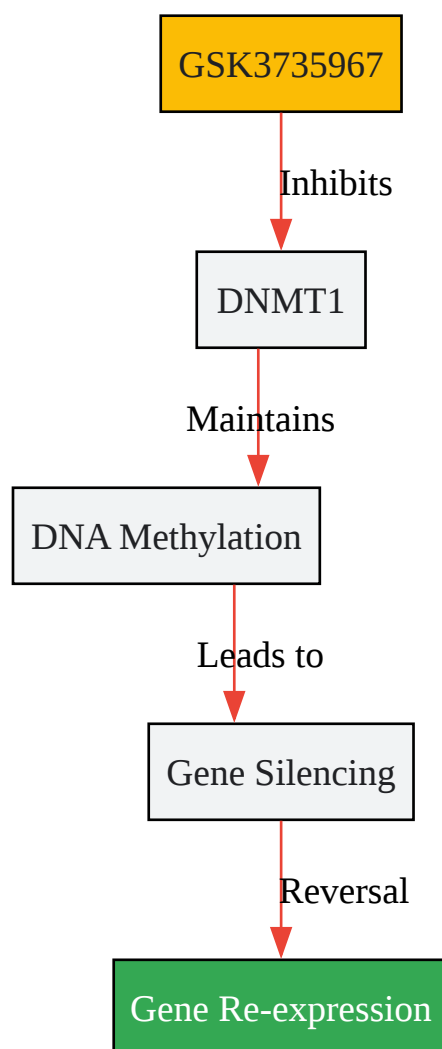 GSK3735967
Inhibits
DNMT1
Maintains
DNA Methylation
Leads to
Gene Silencing
Reversal
Gene Re-expression